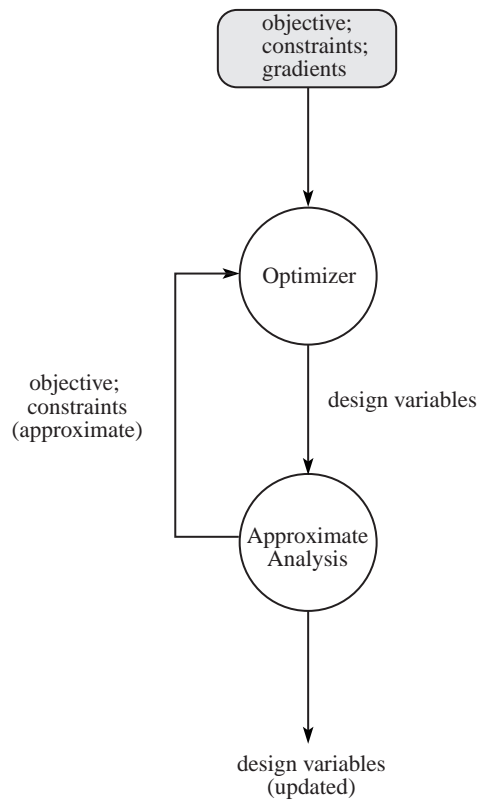 objective;
constraints;
gradients
Optimizer
objective;
constraints
(approximate)
design variables
Approximate
Analysis
design variables
(updated)